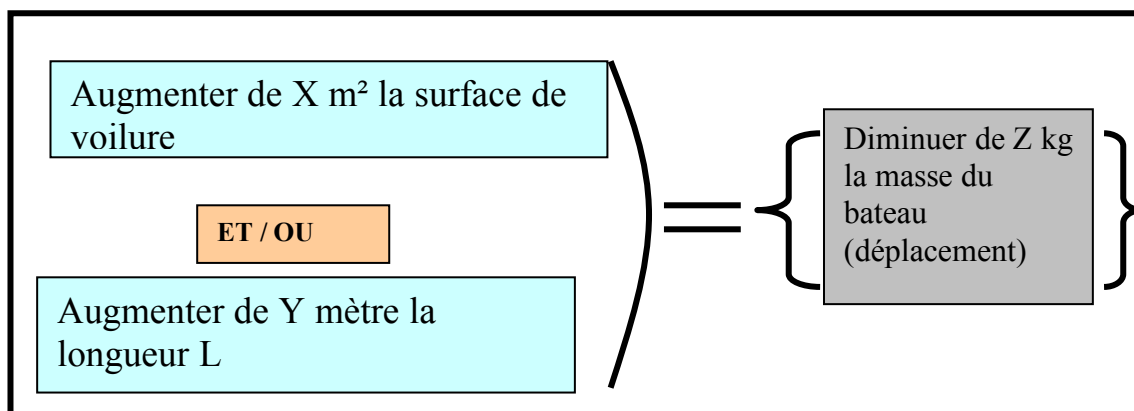 Augmenter de X m² la surface de
voilure
ET / OU
Augmenter de Y mètre la
longueur L
=
Diminuer de Z kg
la masse du
bateau
(déplacement)